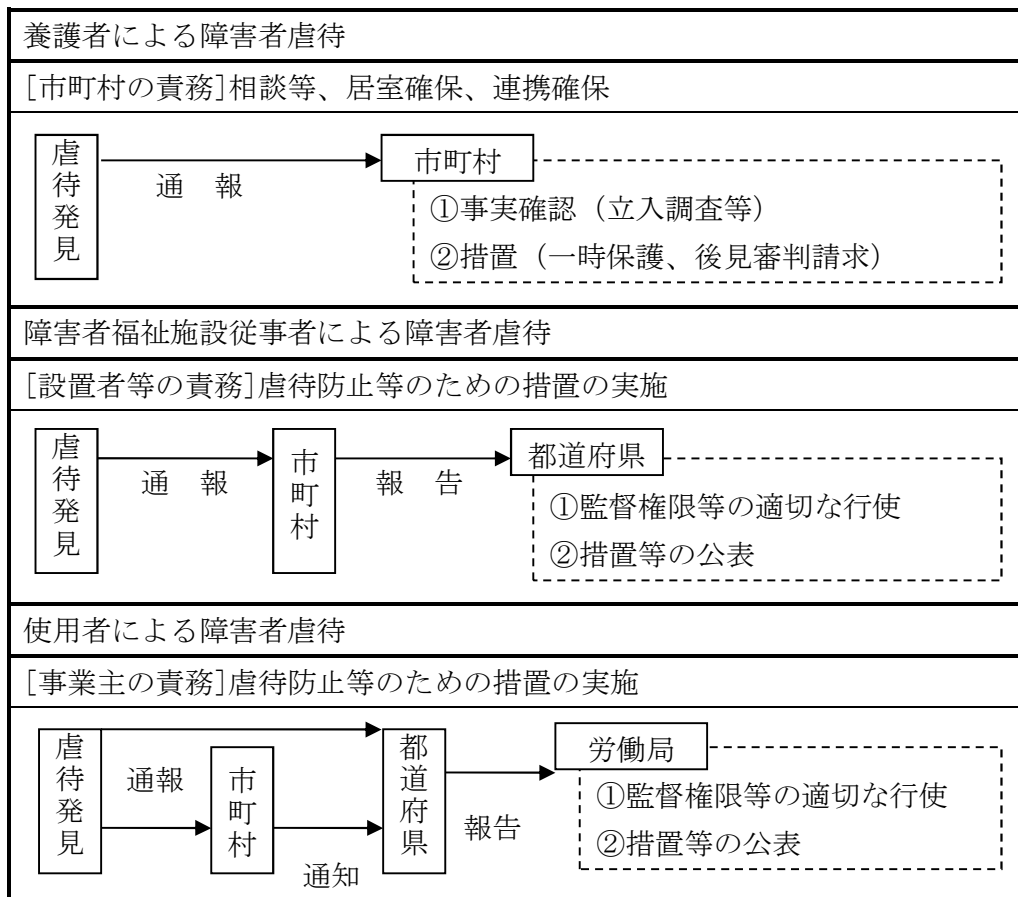 養護者による障害者虐待
[市町村の責務]相談等、居室確保、連携確保
虐待発見
通 報
市町村
①事実確認（立入調査等）
②措置（一時保護、後見審判請求）
障害者福祉施設従事者による障害者虐待
[設置者等の責務]虐待防止等のための措置の実施
虐待発見
通 報
市町村
報 告
都道府県
①監督権限等の適切な行使
②措置等の公表
使用者による障害者虐待
[事業主の責務]虐待防止等のための措置の実施
虐待発見
通報
市町村
通知
都道府県
報告
労働局
①監督権限等の適切な行使
②措置等の公表